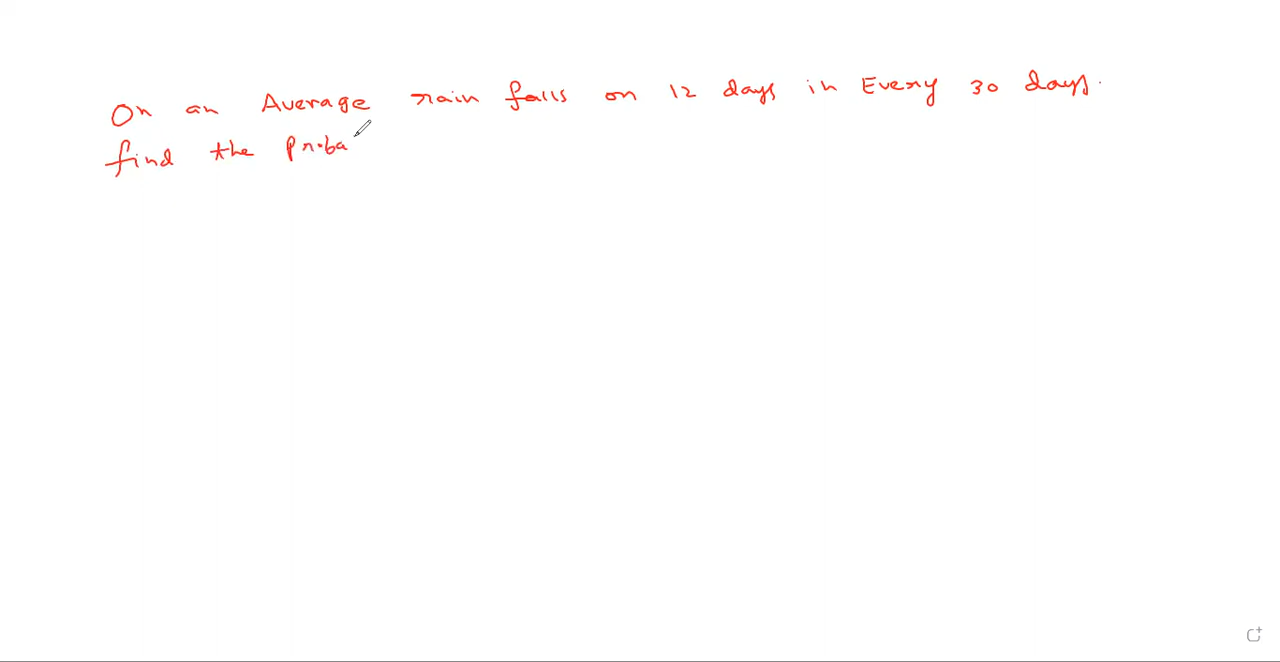 On an Average rain falls on 12 days in Every 30 days.
find the Proba